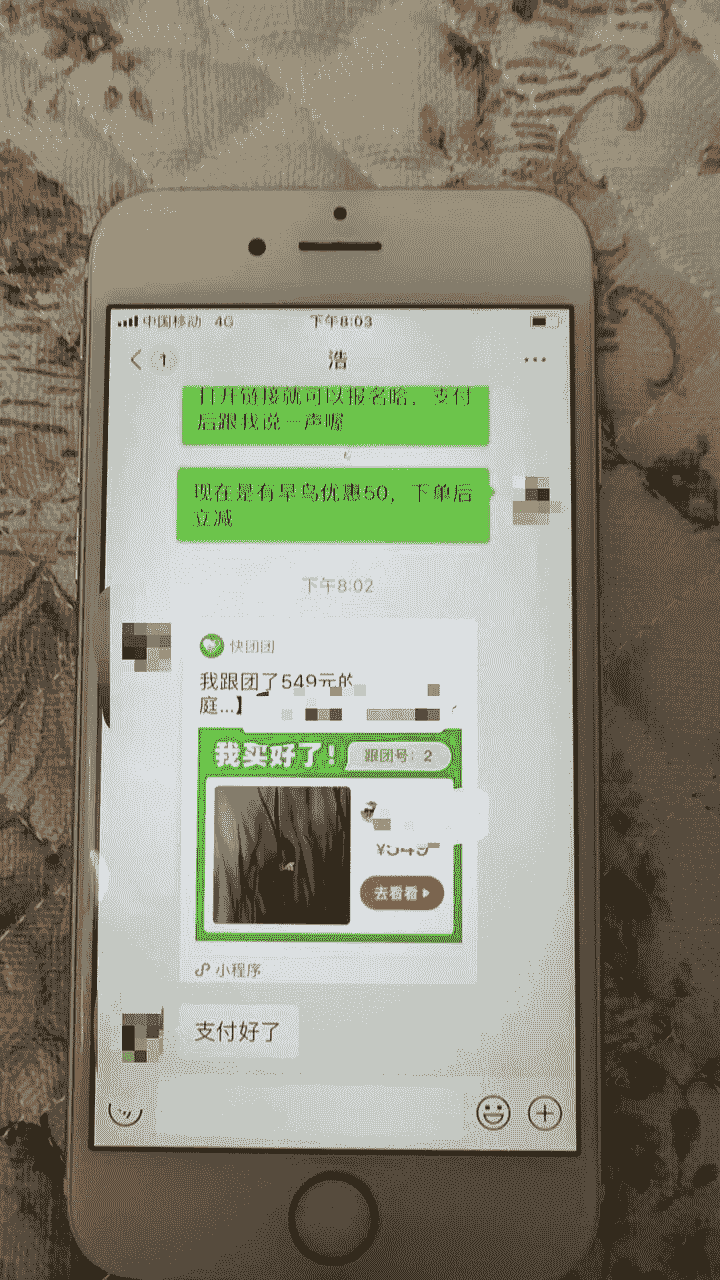 中国移动 4G 下午8:03
1 浩
打开链接就可以报名哈，支付
后跟我说一声喔
现在是有早鸟优惠50，下单后
立减
下午8:02
快团团
我跟团了549元的
庭...】
我买好了! 跟团号：2
¥549
去看看
小程序
支付好了